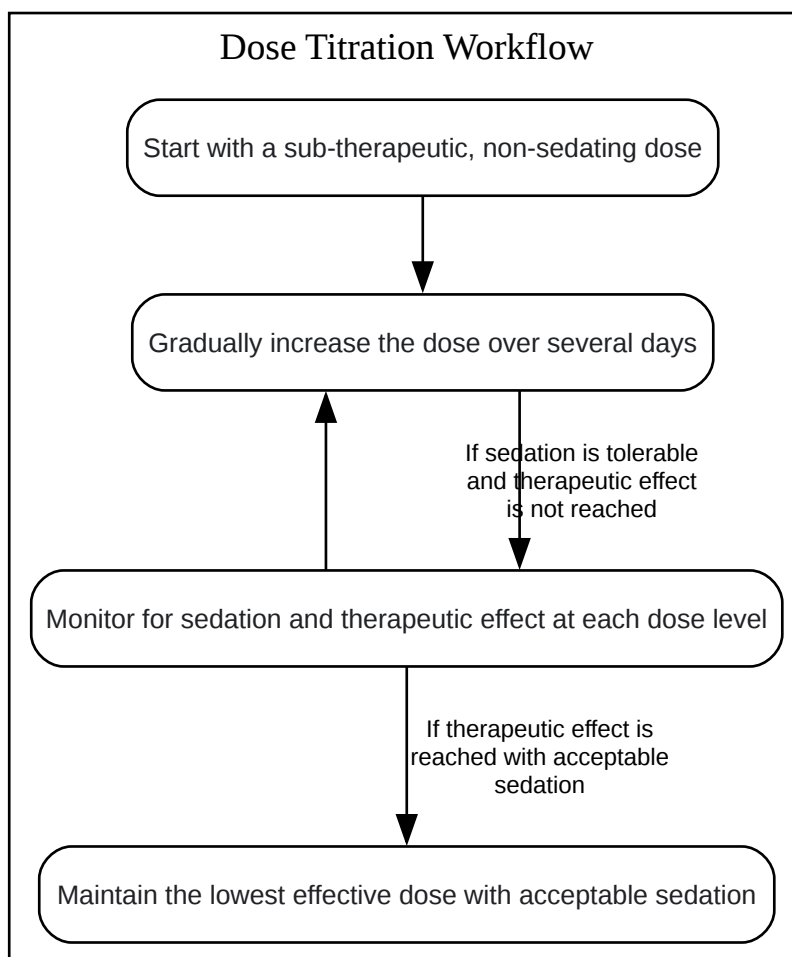 Dose Titration Workflow
Start with a sub-therapeutic, non-sedating dose
Gradually increase the dose over several days
If sedation is tolerable
and therapeutic effect
is not reached
Monitor for sedation and therapeutic effect at each dose level
If therapeutic effect is
reached with acceptable
sedation
Maintain the lowest effective dose with acceptable sedation